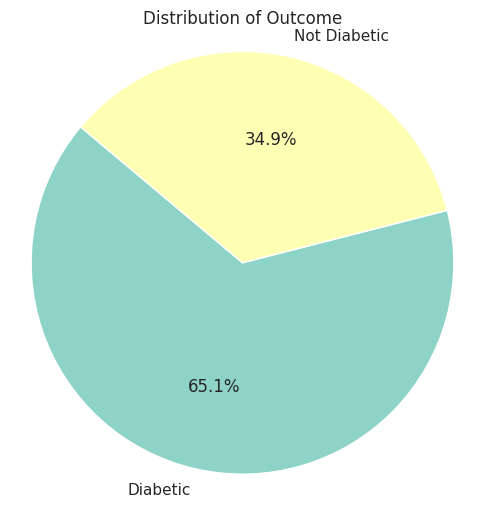 Distribution of Outcome
Not Diabetic
34.9%
65.1%
Diabetic